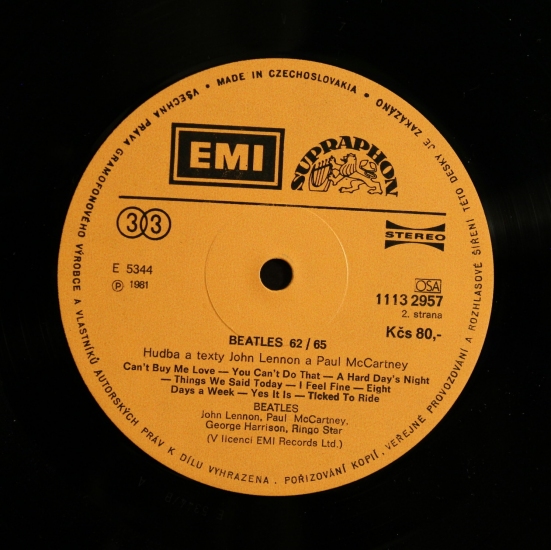 VŠECHNA PRÁVA GRAMOFONOVÉHO VÝROBCE A VLASTNÍKŮ AUTORSKÝCH PRÁV K DÍLU VYHRAZENA. POŘIZOVÁNÍ KOPIÍ, VEŘEJNÉ PROVOZOVÁNÍ A ROZHLASOVÉ ŠÍŘENÍ TÉTO DESKY JE ZAKÁZÁNO • MADE IN CZECHOSLOVAKIA •
EMI
SUPRAPHON
33
STEREO
E 5344
℗ 1981
OSA
1113 2957
2. strana
Kčs 80,-
BEATLES 62/65
Hudba a texty John Lennon a Paul McCartney
Can't Buy Me Love — You Can't Do That — A Hard Day's Night
— Things We Said Today — I Feel Fine — Eight
Days a Week — Yes It Is — TIcked To Ride
BEATLES
John Lennon, Paul McCartney,
George Harrison, Ringo Star
(V licenci EMI Records Ltd.)